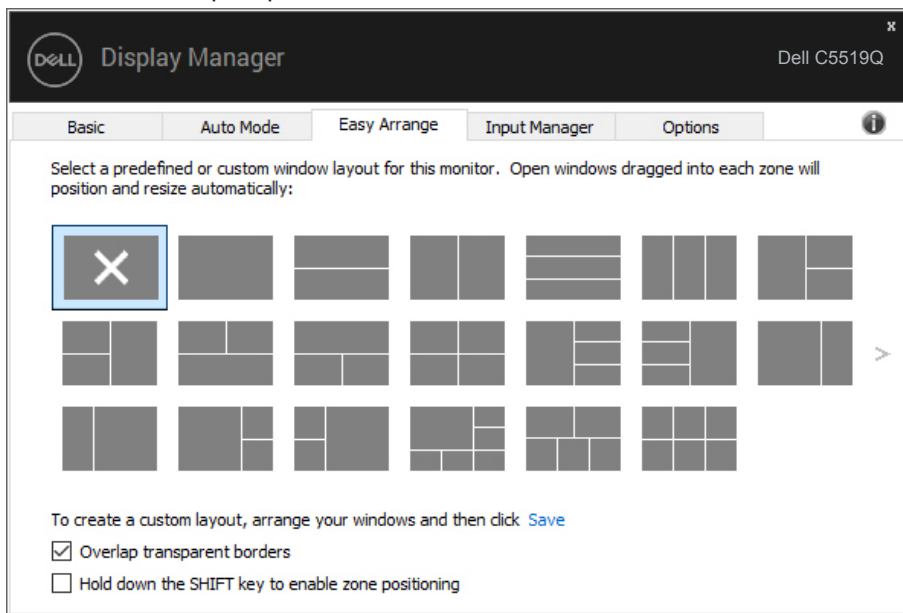 x
DELL
Display Manager
Dell C5519Q
Basic
Auto Mode
Easy Arrange
Input Manager
Options
Select a predefined or custom window layout for this monitor. Open windows dragged into each zone will
position and resize automatically:
>
To create a custom layout, arrange your windows and then click Save
Overlap transparent borders
Hold down the SHIFT key to enable zone positioning